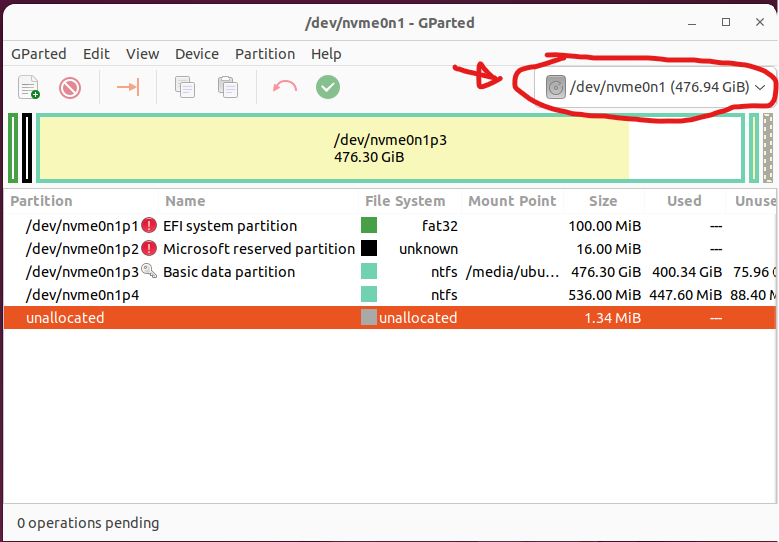 /dev/nvme0n1 - GParted
GParted Edit View Device Partition Help
/dev/nvme0n1 (476.94 GiB)
/dev/nvme0n1p3
476.30 GiB
Partition Name File System Mount Point Size Used Unuse
/dev/nvme0n1p1 EFI system partition fat32 100.00 MiB ---
/dev/nvme0n1p2 Microsoft reserved partition unknown 16.00 MiB ---
/dev/nvme0n1p3 Basic data partition ntfs /media/ubu... 476.30 GiB 400.34 GiB 75.96 G
/dev/nvme0n1p4 ntfs 536.00 MiB 447.60 MiB 88.40 M
unallocated unallocated 1.34 MiB ---
0 operations pending